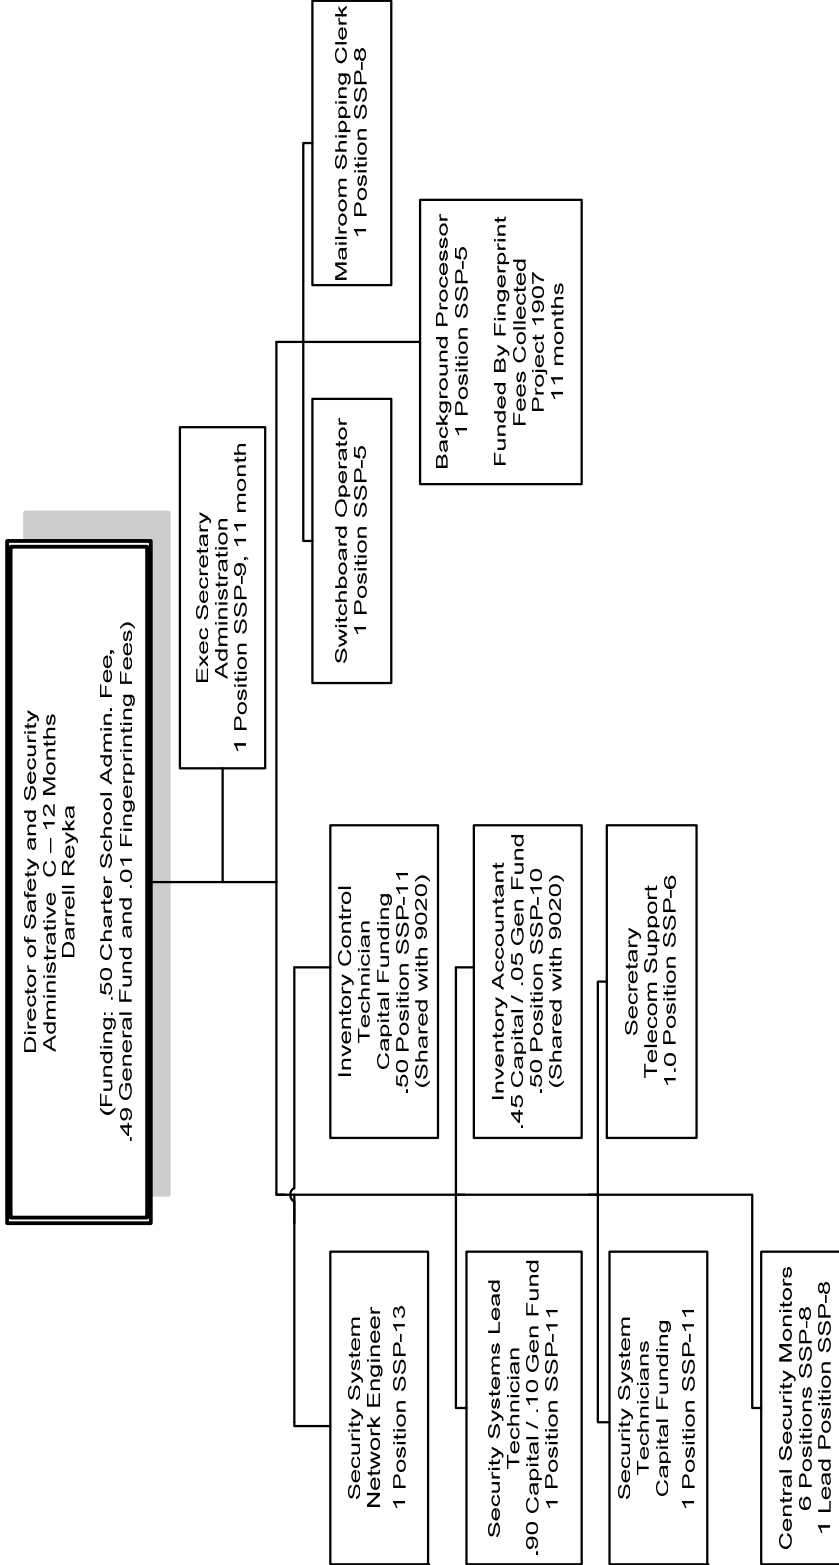 Director of Safety and Security
Administrative C – 12 Months
Darrell Reyka
(Funding: .50 Charter School Admin. Fee,
.49 General Fund and .01 Fingerprinting Fees)
Exec Secretary
Administration
1 Position SSP-9, 11 month
Security System
Network Engineer
1 Position SSP-13
Inventory Control
Technician
Capital Funding
.50 Position SSP-11
(Shared with 9020)
Switchboard Operator
1 Position SSP-5
Mailroom Shipping Clerk
1 Position SSP-8
Background Processor
1 Position SSP-5
Funded By Fingerprint
Fees Collected
Project 1907
11 months
Security Systems Lead
Technician
.90 Capital / .10 Gen Fund
1 Position SSP-11
Inventory Accountant
.45 Capital / .05 Gen Fund
.50 Position SSP-10
(Shared with 9020)
Security System
Technicians
Capital Funding
1 Position SSP-11
Secretary
Telecom Support
1.0 Position SSP-6
Central Security Monitors
6 Positions SSP-8
1 Lead Position SSP-8